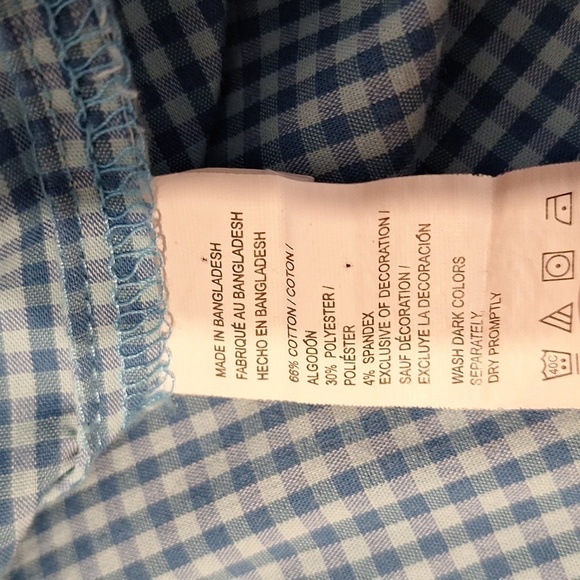 MADE IN BANGLADESH
FABRIQUÉ AU BANGLADESH
HECHO EN BANGLADESH
66% COTTON / COTON /
ALGODÓN
30% POLYESTER /
POLIÉSTER
4% SPANDEX
EXCLUSIVE OF DECORATION /
SAUF DÉCORATION /
EXCLUYE LA DECORACIÓN
WASH DARK COLORS
SEPARATELY,
DRY PROMPTLY
40C